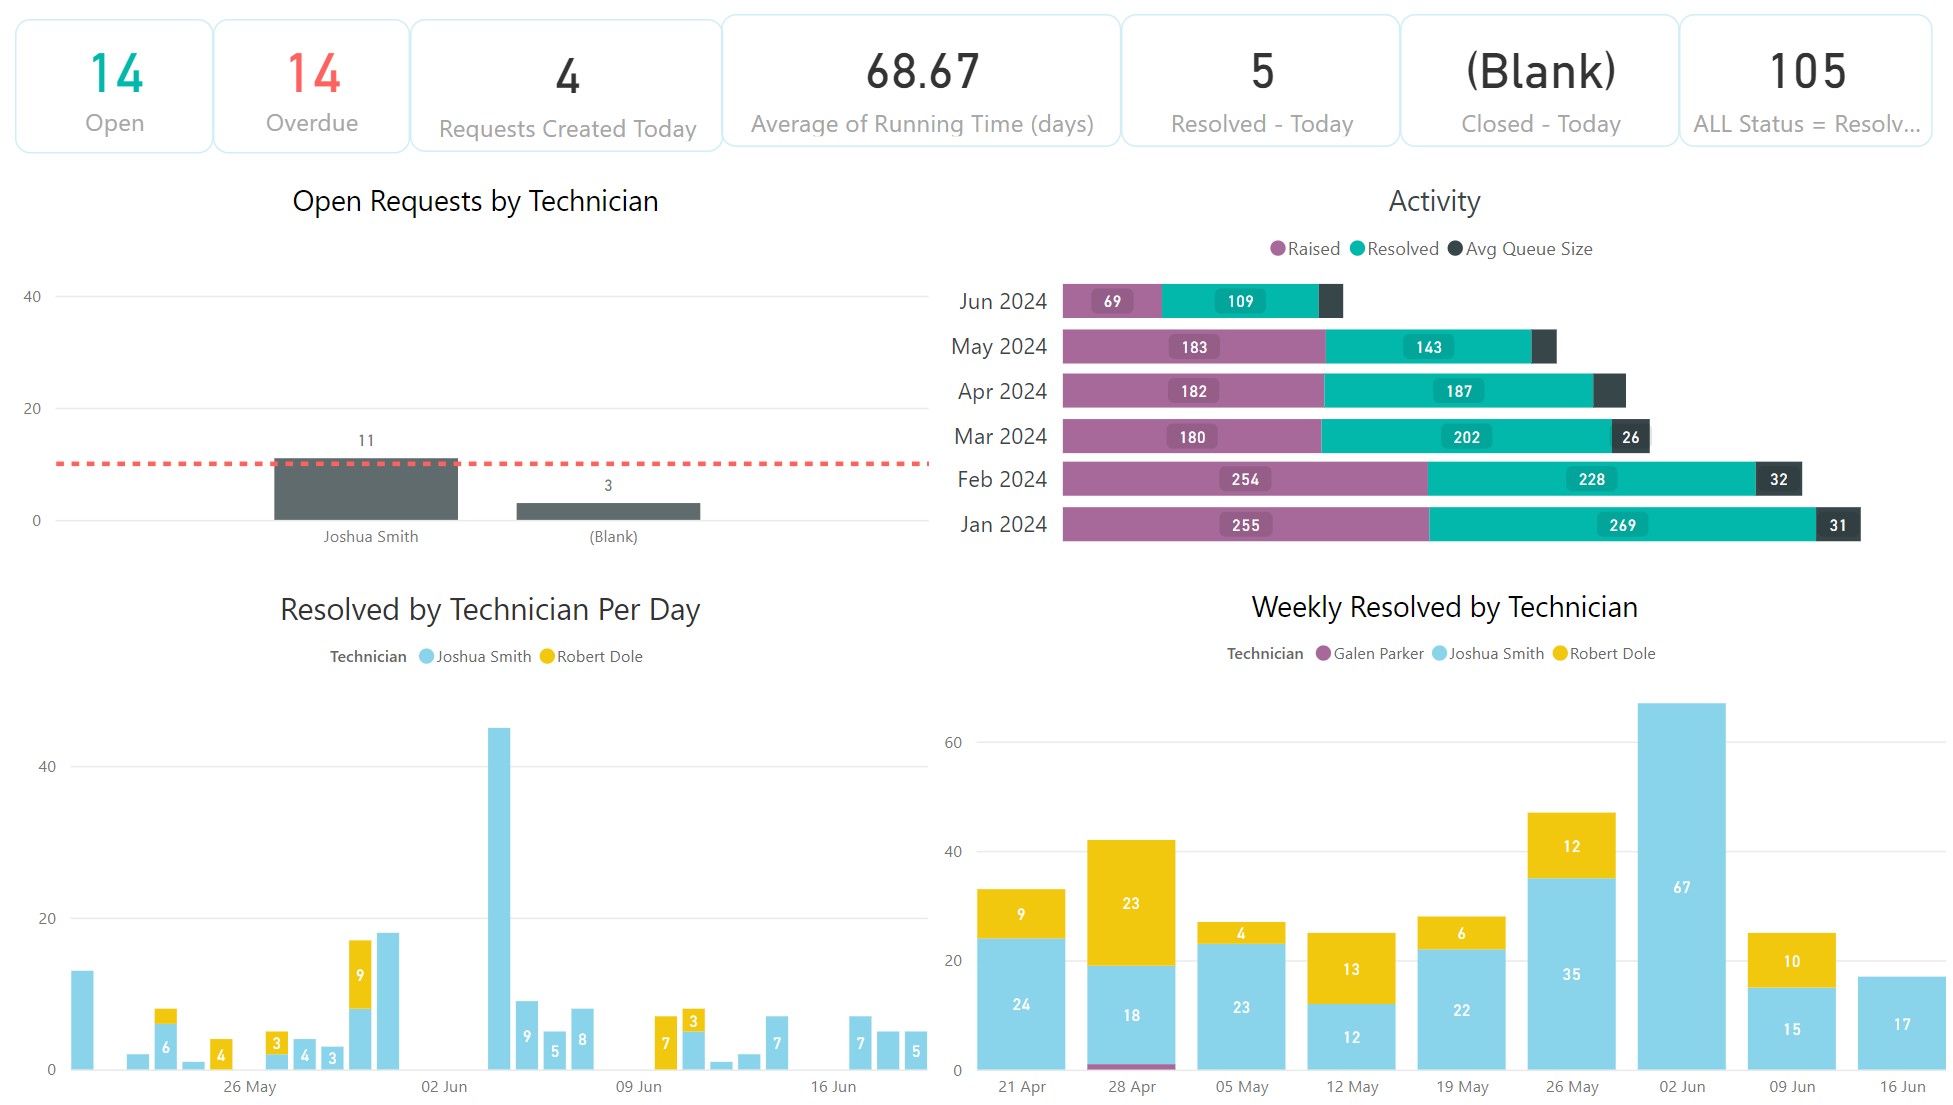 14
Open
14
Overdue
4
Requests Created Today
68.67
Average of Running Time (days)
5
Resolved - Today
(Blank)
Closed - Today
105
ALL Status = Resolv...
Open Requests by Technician
40
20
0
11
3
Joshua Smith
(Blank)
Activity
Raised Resolved Avg Queue Size
Jun 2024 69 109
May 2024 183 143
Apr 2024 182 187
Mar 2024 180 202 26
Feb 2024 254 228 32
Jan 2024 255 269 31
Resolved by Technician Per Day
Technician Joshua Smith Robert Dole
40
20
0
6
4
3
4
3
9
9
5
8
7
3
7
7
5
26 May 02 Jun 09 Jun 16 Jun
Weekly Resolved by Technician
Technician Galen Parker Joshua Smith Robert Dole
60
40
20
0
9
24
23
18
4
23
13
12
6
22
12
35
67
10
15
17
21 Apr 28 Apr 05 May 12 May 19 May 26 May 02 Jun 09 Jun 16 Jun